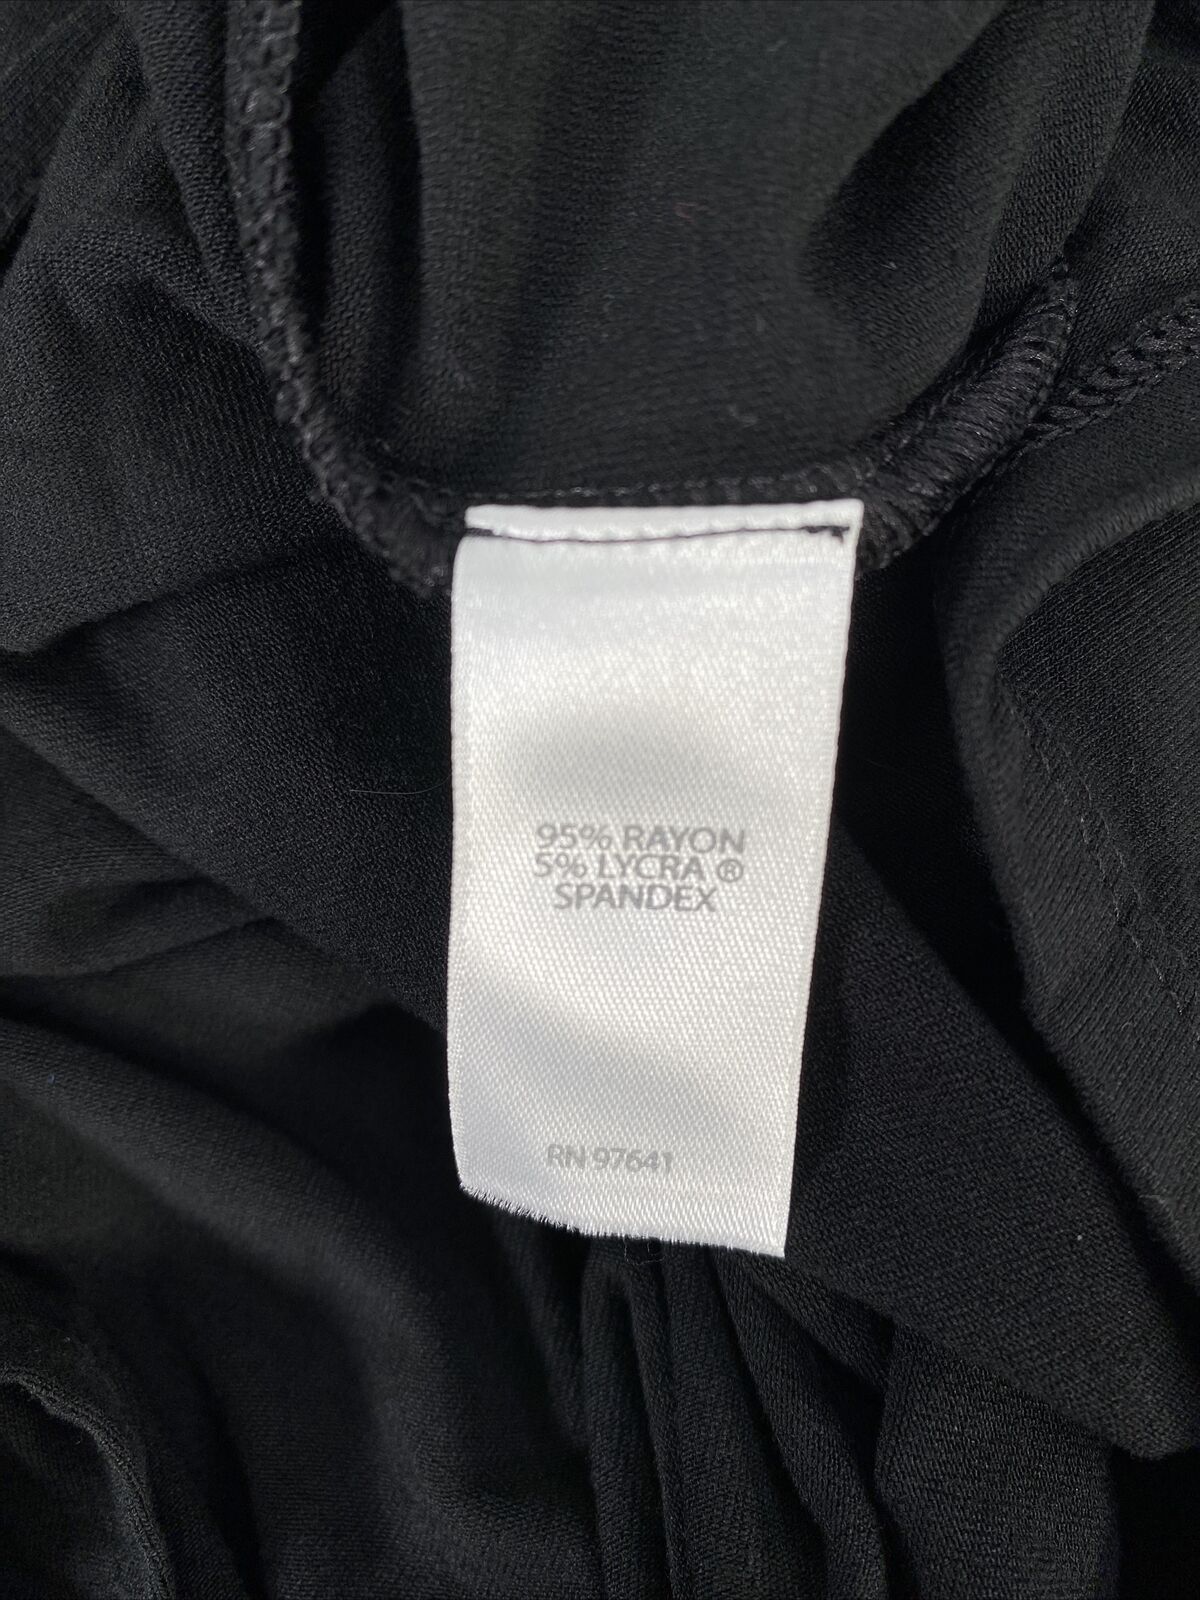 95% RAYON
5% LYCRA ®
SPANDEX
RN 97641